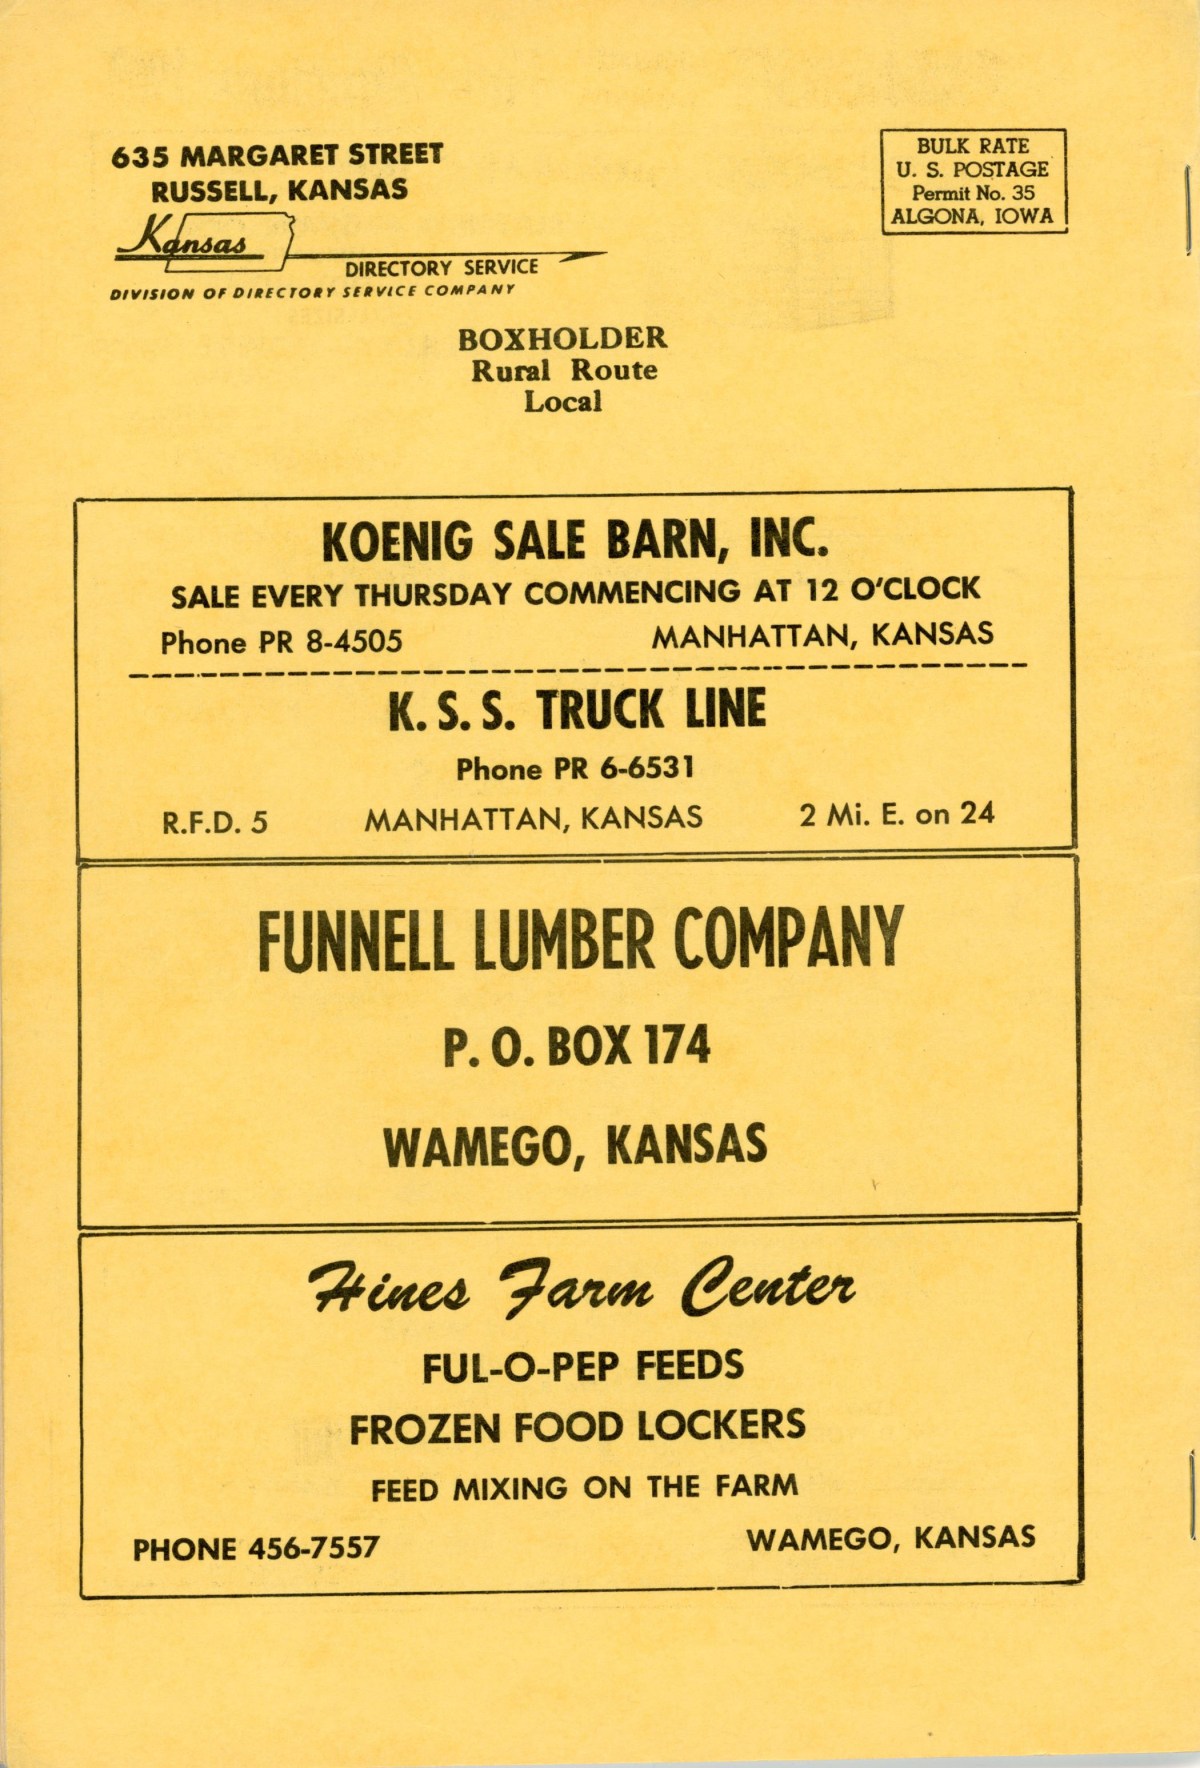 635 MARGARET STREET
RUSSELL, KANSAS
Kansas
DIRECTORY SERVICE
DIVISION OF DIRECTORY SERVICE COMPANY
BULK RATE
U. S. POSTAGE
Permit No. 35
ALGONA, IOWA
BOXHOLDER
Rural Route
Local
KOENIG SALE BARN, INC.
SALE EVERY THURSDAY COMMENCING AT 12 O'CLOCK
Phone PR 8-4505 MANHATTAN, KANSAS
K. S. S. TRUCK LINE
Phone PR 6-6531
R.F.D. 5 MANHATTAN, KANSAS 2 Mi. E. on 24
FUNNELL LUMBER COMPANY
P. O. BOX 174
WAMEGO, KANSAS
Hines Farm Center
FUL-O-PEP FEEDS
FROZEN FOOD LOCKERS
FEED MIXING ON THE FARM
PHONE 456-7557 WAMEGO, KANSAS